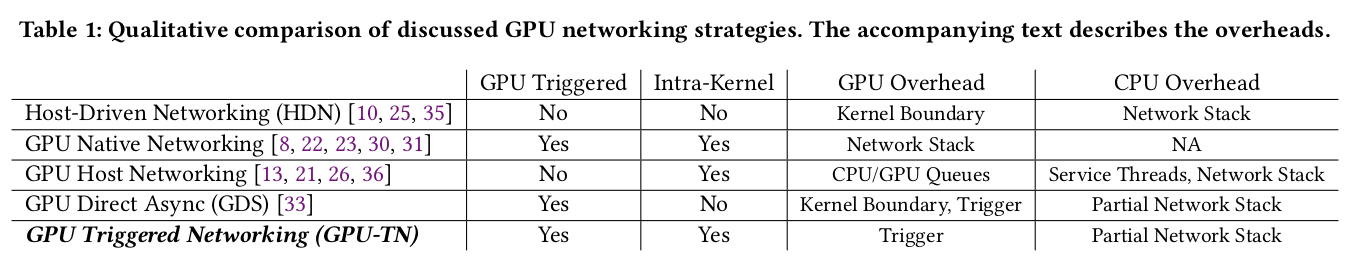 Table 1: Qualitative comparison of discussed GPU networking strategies. The accompanying text describes the overheads.
GPU Triggered Intra-Kernel GPU Overhead CPU Overhead
Host-Driven Networking (HDN) [10, 25, 35] No No Kernel Boundary Network Stack
GPU Native Networking [8, 22, 23, 30, 31] Yes Yes Network Stack NA
GPU Host Networking [13, 21, 26, 36] No Yes CPU/GPU Queues Service Threads, Network Stack
GPU Direct Async (GDS) [33] Yes No Kernel Boundary, Trigger Partial Network Stack
GPU Triggered Networking (GPU-TN) Yes Yes Trigger Partial Network Stack